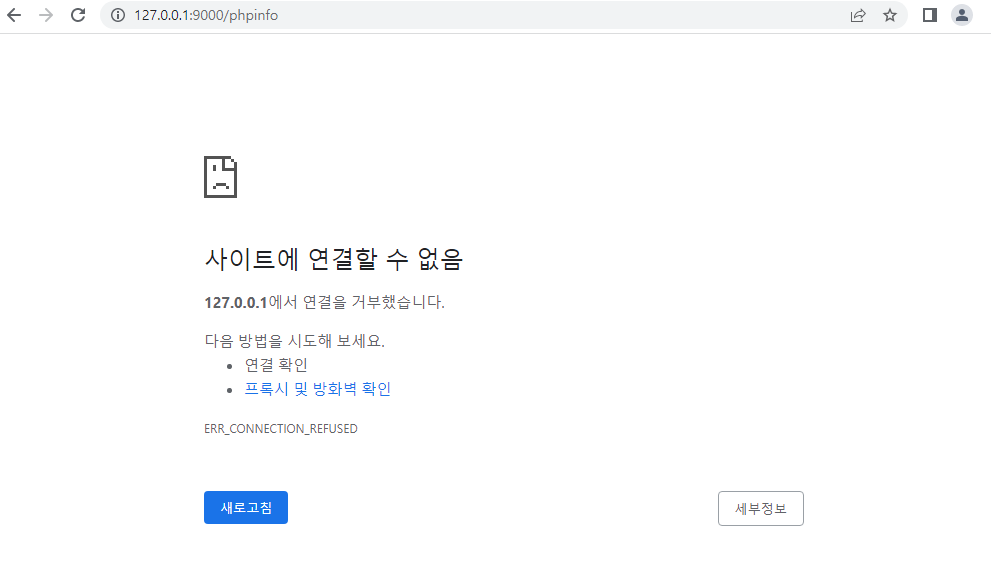 127.0.0.1:9000/phpinfo
사이트에 연결할 수 없음
127.0.0.1에서 연결을 거부했습니다.
다음 방법을 시도해 보세요.
연결 확인
프록시 및 방화벽 확인
ERR_CONNECTION_REFUSED
새로고침
세부정보